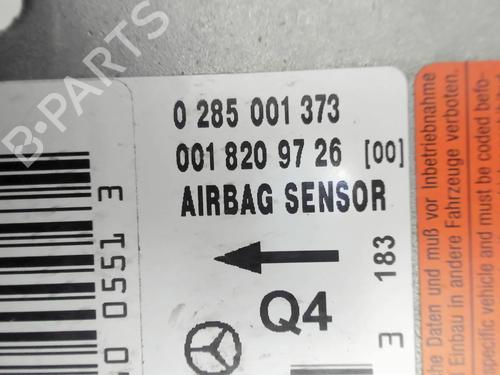 B-PARTS
0 285 001 373
001 820 97 26 [00]
AIRBAG SENSOR
Q4
183
3
0551 3
Inbetriebnahme
che Daten und muß vor
n Einbau in andere Fahrzeuge verboten.
must be coded befo-
specific vehicle and